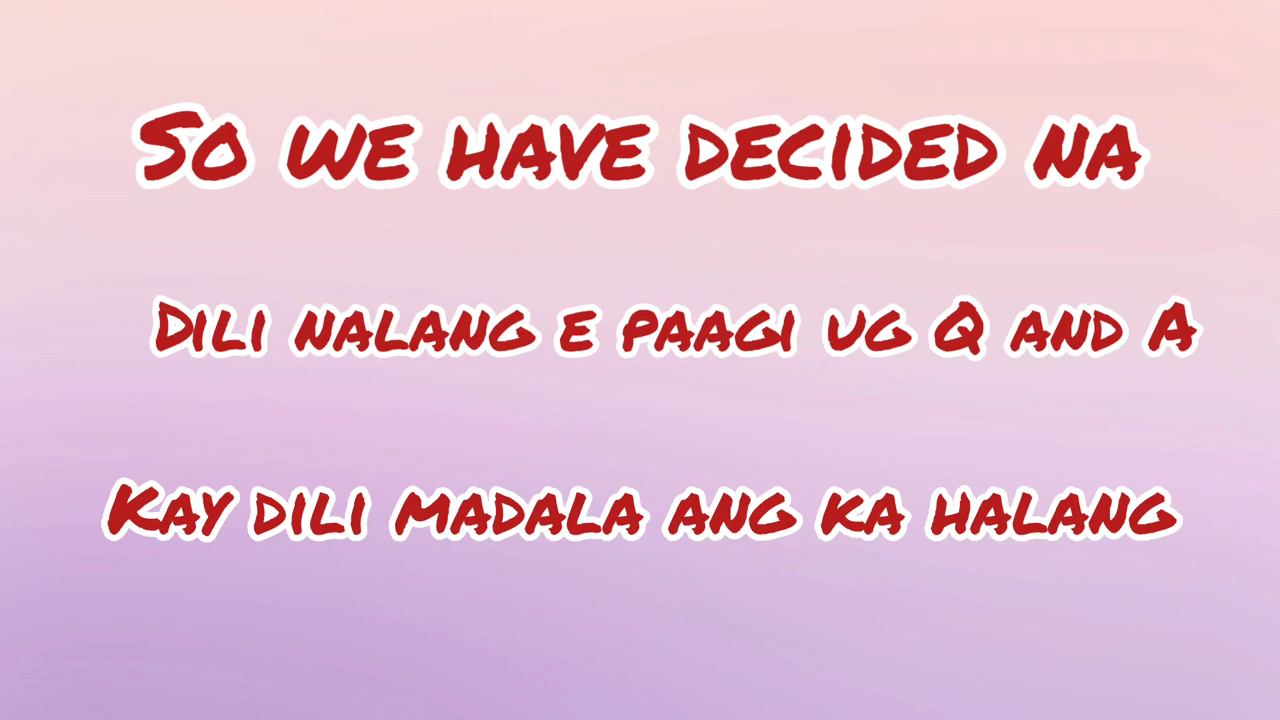 So we have decided na
Dili nalang e paagi ug Q and A
Kay dili madala ang ka halang